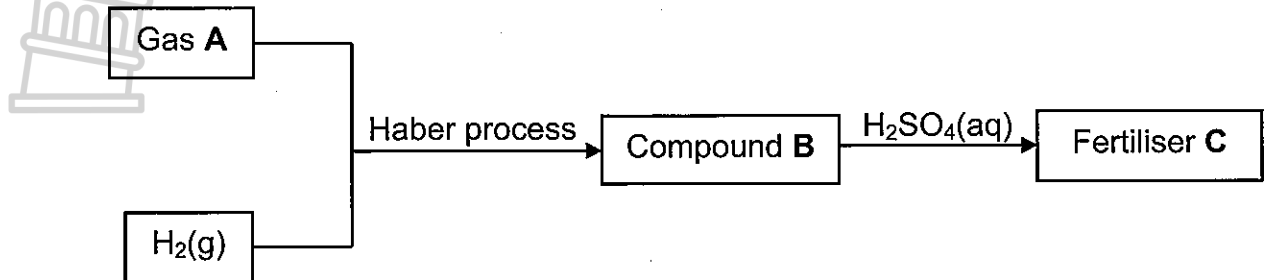 Gas A
Haber process
H₂(g)
Compound B
H₂SO₄(aq)
Fertiliser C